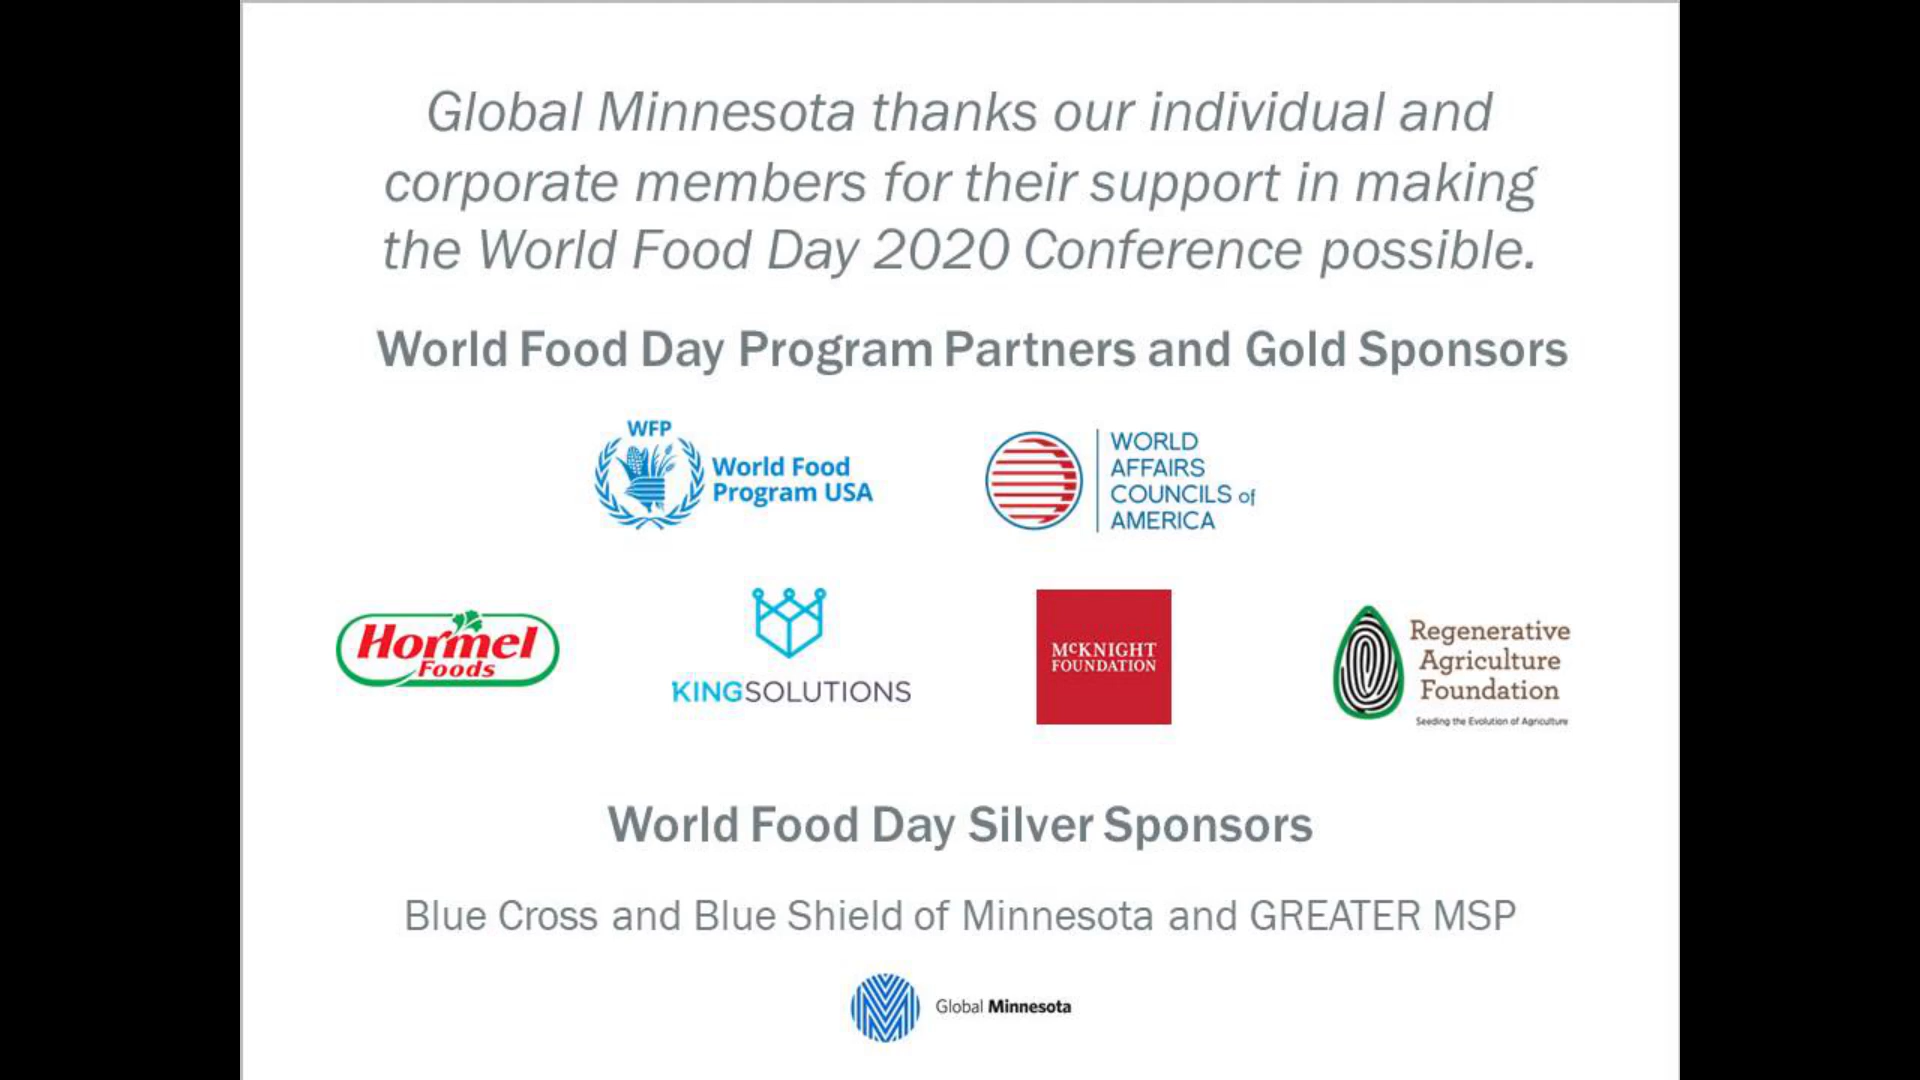 Global Minnesota thanks our individual and
corporate members for their support in making
the World Food Day 2020 Conference possible.
World Food Day Program Partners and Gold Sponsors
WFP
World Food
Program USA
WORLD
AFFAIRS
COUNCILS of
AMERICA
Hormel
Foods
KINGSOLUTIONS
McKNIGHT
FOUNDATION
Regenerative
Agriculture
Foundation
Seeding the Evolution of Agriculture
World Food Day Silver Sponsors
Blue Cross and Blue Shield of Minnesota and GREATER MSP
Global Minnesota